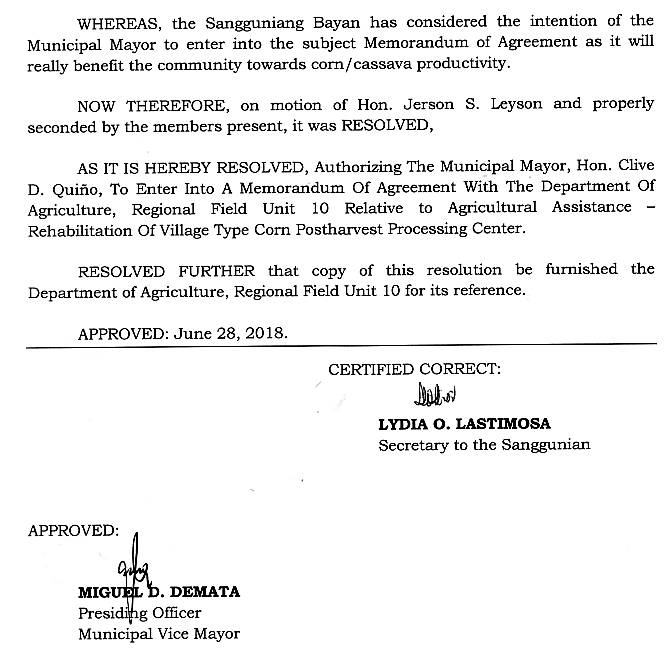 WHEREAS, the Sangguniang Bayan has considered the intention of the
Municipal Mayor to enter into the subject Memorandum of Agreement as it will
really benefit the community towards corn/cassava productivity.
NOW THEREFORE, on motion of Hon. Jerson S. Leyson and properly
seconded by the members present, it was RESOLVED,
AS IT IS HEREBY RESOLVED, Authorizing The Municipal Mayor, Hon. Clive
D. Quiño, To Enter Into A Memorandum Of Agreement With The Department Of
Agriculture, Regional Field Unit 10 Relative to Agricultural Assistance –
Rehabilitation Of Village Type Corn Postharvest Processing Center.
RESOLVED FURTHER that copy of this resolution be furnished the
Department of Agriculture, Regional Field Unit 10 for its reference.
APPROVED: June 28, 2018.
CERTIFIED CORRECT:
LYDIA O. LASTIMOSA
Secretary to the Sanggunian
APPROVED:
MIGUEL D. DEMATA
Presiding Officer
Municipal Vice Mayor